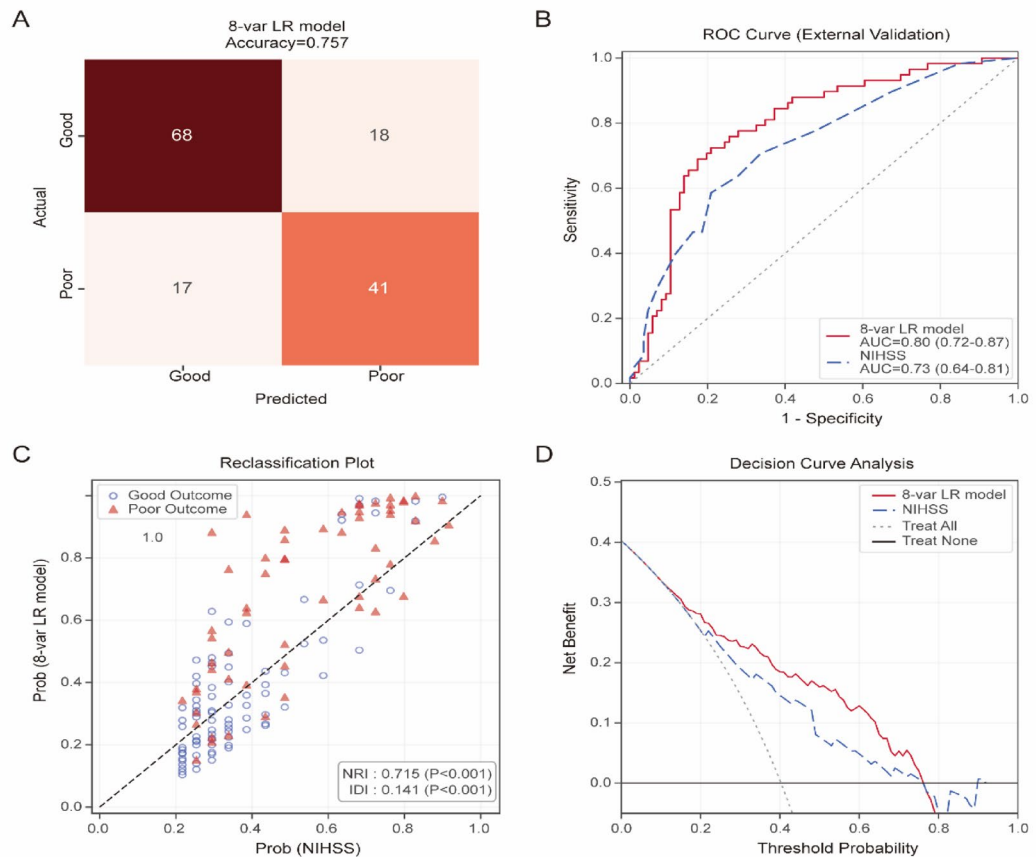 A
8-var LR model
Accuracy=0.757
Good
68
18
Actual
Poor
17
41
Good
Poor
Predicted
B
ROC Curve (External Validation)
1.0
0.8
0.6
0.4
0.2
0.0
Sensitivity
8-var LR model
AUC=0.80 (0.72-0.87)
NIHSS
AUC=0.73 (0.64-0.81)
0.0
0.2
0.4
0.6
0.8
1.0
1 - Specificity
C
Reclassification Plot
Good Outcome
Poor Outcome
1.0
0.8
0.6
0.4
0.2
0.0
Prob (8-var LR model)
NRI : 0.715 (P<0.001)
IDI : 0.141 (P<0.001)
0.0
0.2
0.4
0.6
0.8
1.0
Prob (NIHSS)
D
Decision Curve Analysis
0.5
0.4
0.3
0.2
0.1
0.0
Net Benefit
8-var LR model
NIHSS
Treat All
Treat None
0.0
0.2
0.4
0.6
0.8
1.0
Threshold Probability